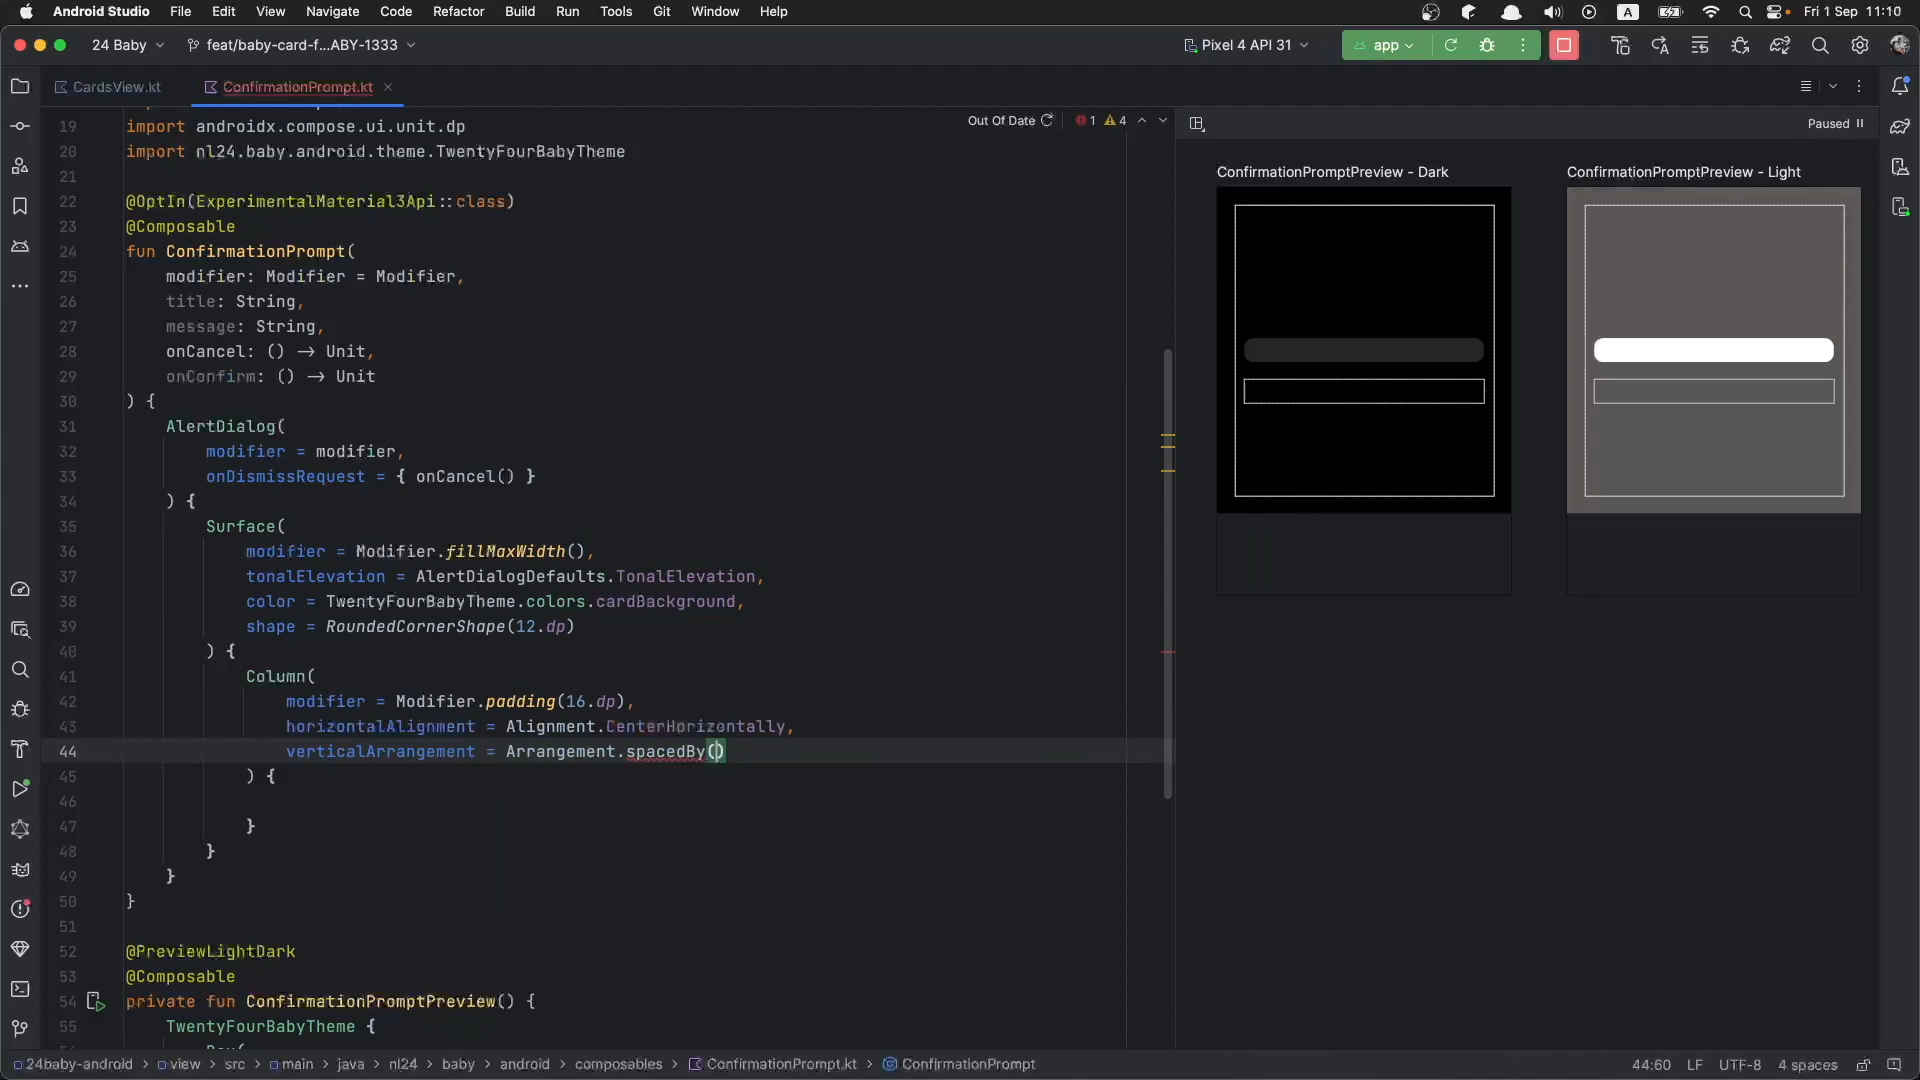 Android Studio File Edit View Navigate Code Refactor Build Run Tools Git Window Help A Fri 1 Sep 11:10
24 Baby feat/baby-card-f...ABY-1333 Pixel 4 API 31 app
CardsView.kt ConfirmationPrompt.kt
Out Of Date 1 4
Paused
19 import androidx.compose.ui.unit.dp
20 import nl24.baby.android.theme.TwentyFourBabyTheme
21
22 @OptIn(ExperimentalMaterial3Api::class)
23 @Composable
24 fun ConfirmationPrompt(
25 modifier: Modifier = Modifier,
26 title: String,
27 message: String,
28 onCancel: () → Unit,
29 onConfirm: () → Unit
30 ) {
31 AlertDialog(
32 modifier = modifier,
33 onDismissRequest = { onCancel() }
34 ) {
35 Surface(
36 modifier = Modifier.fillMaxWidth(),
37 tonalElevation = AlertDialogDefaults.TonalElevation,
38 color = TwentyFourBabyTheme.colors.cardBackground,
39 shape = RoundedCornerShape(12.dp)
40 ) {
41 Column(
42 modifier = Modifier.padding(16.dp),
43 horizontalAlignment = Alignment.CenterHorizontally,
44 verticalArrangement = Arrangement.spacedBy()
45 ) {
46
47 }
48 }
49 }
50 }
51
52 @PreviewLightDark
53 @Composable
54 private fun ConfirmationPromptPreview() {
55 TwentyFourBabyTheme {
ConfirmationPromptPreview - Dark
ConfirmationPromptPreview - Light
24baby-android view src main java nl24 baby android composables ConfirmationPrompt.kt ConfirmationPrompt 44:60 LF UTF-8 4 spaces